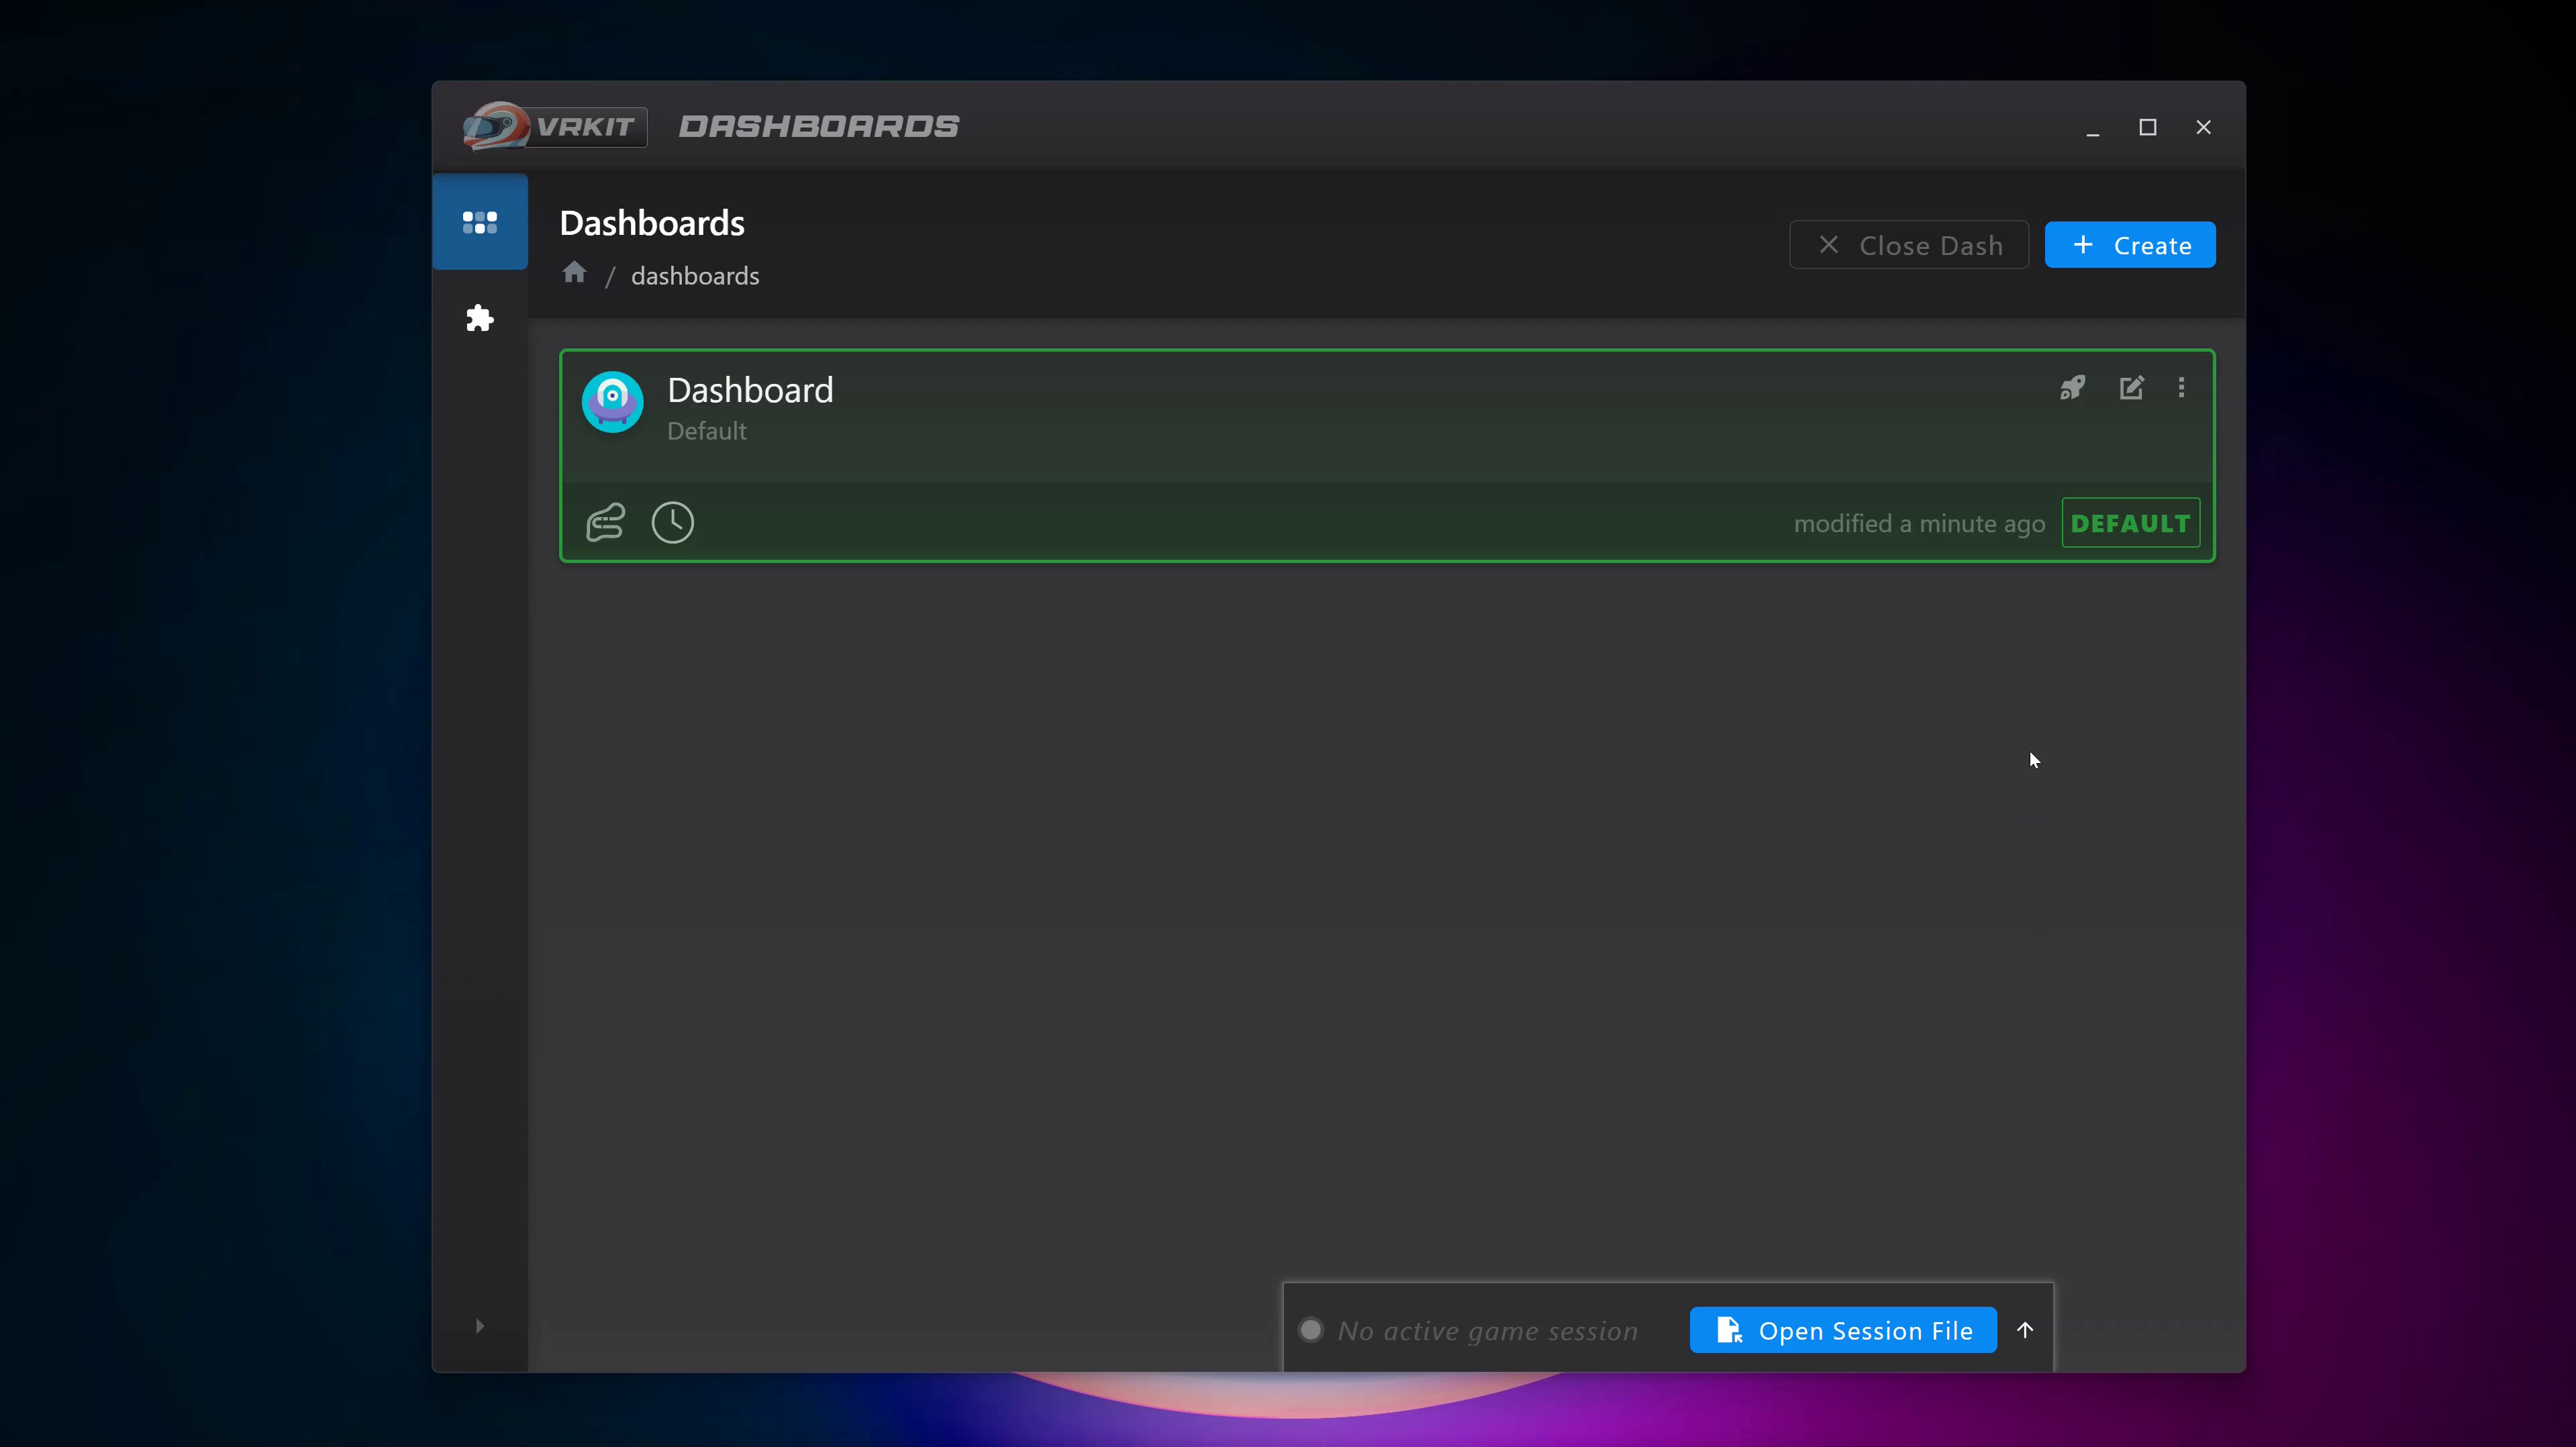 VRKIT DASHBOARDS
Dashboards
/ dashboards
Close Dash
Create
Dashboard
Default
modified a minute ago
DEFAULT
No active game session
Open Session File